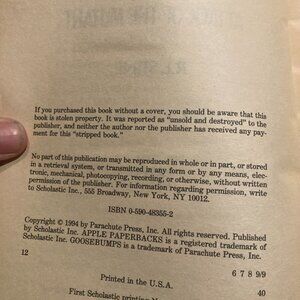 If you purchased this book without a cover, you should be aware that this
book is stolen property. It was reported as "unsold and destroyed" to the
publisher, and neither the author nor the publisher has received any pay-
ment for this "stripped book."
No part of this publication may be reproduced in whole or in part, or stored
in a retrieval system, or transmitted in any form or by any means, elec-
tronic, mechanical, photocopying, recording, or otherwise, without written
permission of the publisher. For information regarding permission, write
to Scholastic Inc., 555 Broadway, New York, NY 10012.
ISBN 0-590-48355-2
Copyright © 1994 by Parachute Press, Inc. All rights reserved. Published
by Scholastic Inc. APPLE PAPERBACKS is a registered trademark of
Scholastic Inc. GOOSEBUMPS is a registered trademark of Parachute
Press, Inc.
12 6 7 8 9/9
Printed in the U.S.A. 40
First Scholastic printing